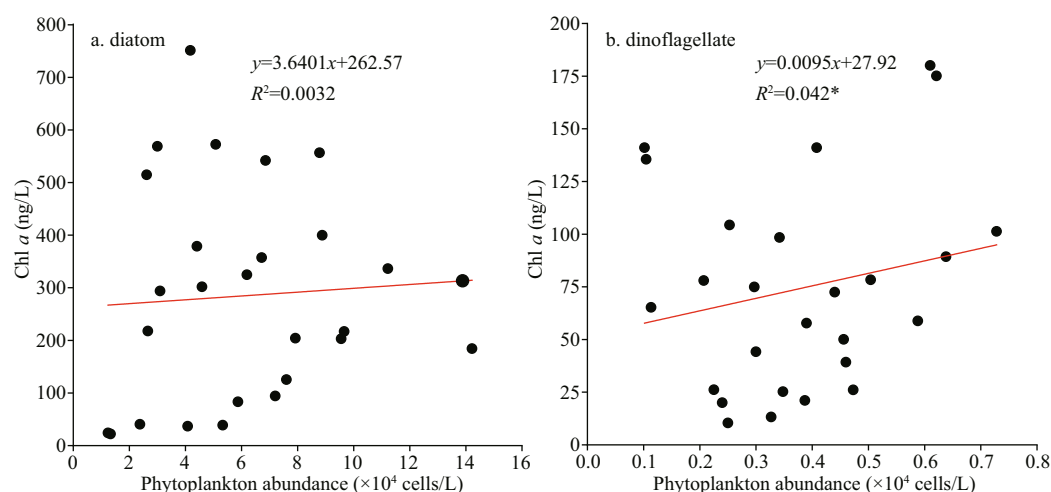 a. diatom
y=3.6401x+262.57
R²=0.0032
800
700
600
500
400
300
200
100
0
Chl a (ng/L)
0 2 4 6 8 10 12 14 16
Phytoplankton abundance (×10⁴ cells/L)
b. dinoflagellate
y=0.0095x+27.92
R²=0.042*
200
175
150
125
100
75
50
25
0
Chl a (ng/L)
0 0.1 0.2 0.3 0.4 0.5 0.6 0.7 0.8
Phytoplankton abundance (×10⁴ cells/L)